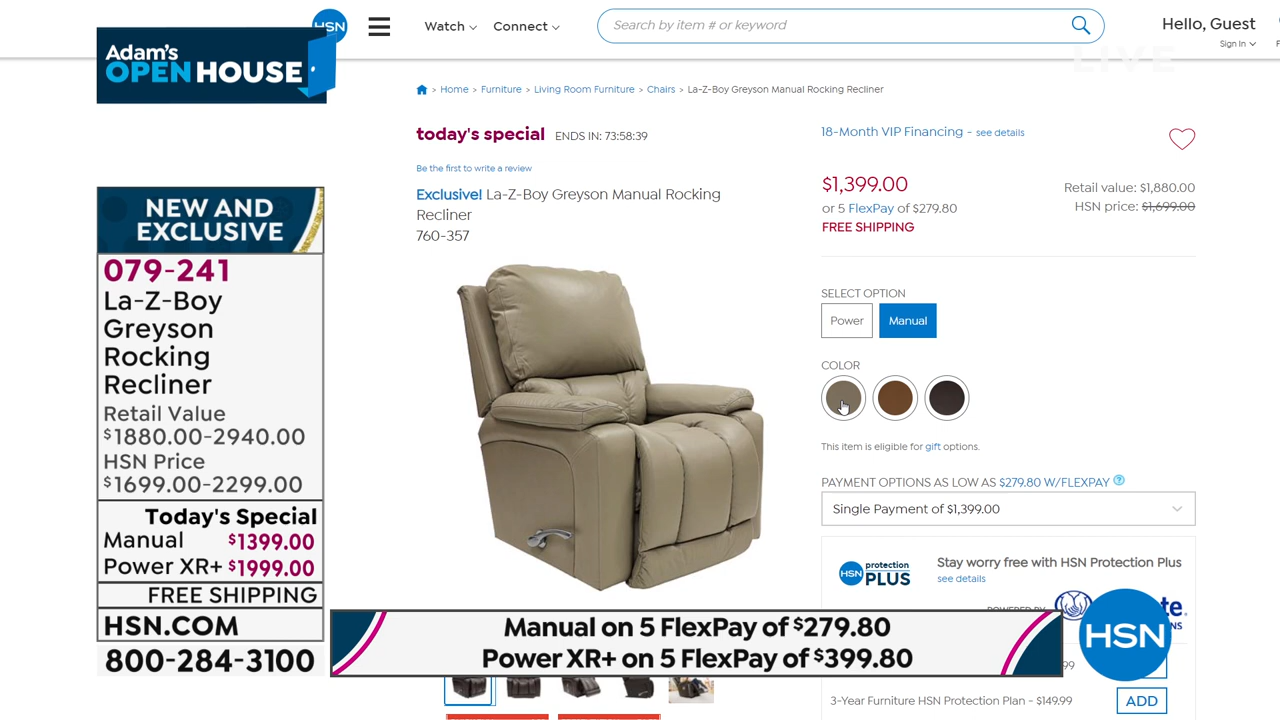 HSN
Watch
Connect
Search by item # or keyword
Hello, Guest
Sign In
Adam's
OPEN HOUSE
LIVE
Home > Furniture > Living Room Furniture > Chairs > La-Z-Boy Greyson Manual Rocking Recliner
today's special ENDS IN: 73:58:39
18-Month VIP Financing - see details
Be the first to write a review
Exclusive! La-Z-Boy Greyson Manual Rocking
Recliner
760-357
$1,399.00
or 5 FlexPay of $279.80
FREE SHIPPING
Retail value: $1,880.00
HSN price: $1,699.00
NEW AND
EXCLUSIVE
079-241
La-Z-Boy
Greyson
Rocking
Recliner
Retail Value
$1880.00-2940.00
HSN Price
$1699.00-2299.00
Today's Special
Manual $1399.00
Power XR+ $1999.00
FREE SHIPPING
HSN.COM
800-284-3100
SELECT OPTION
Power Manual
COLOR
This item is eligible for gift options.
PAYMENT OPTIONS AS LOW AS $279.80 W/FLEXPAY ?
Single Payment of $1,399.00
HSN protection PLUS
Stay worry free with HSN Protection Plus
see details
POWERED BY
Manual on 5 FlexPay of $279.80
Power XR+ on 5 FlexPay of $399.80
HSN
3-Year Furniture HSN Protection Plan - $149.99 ADD